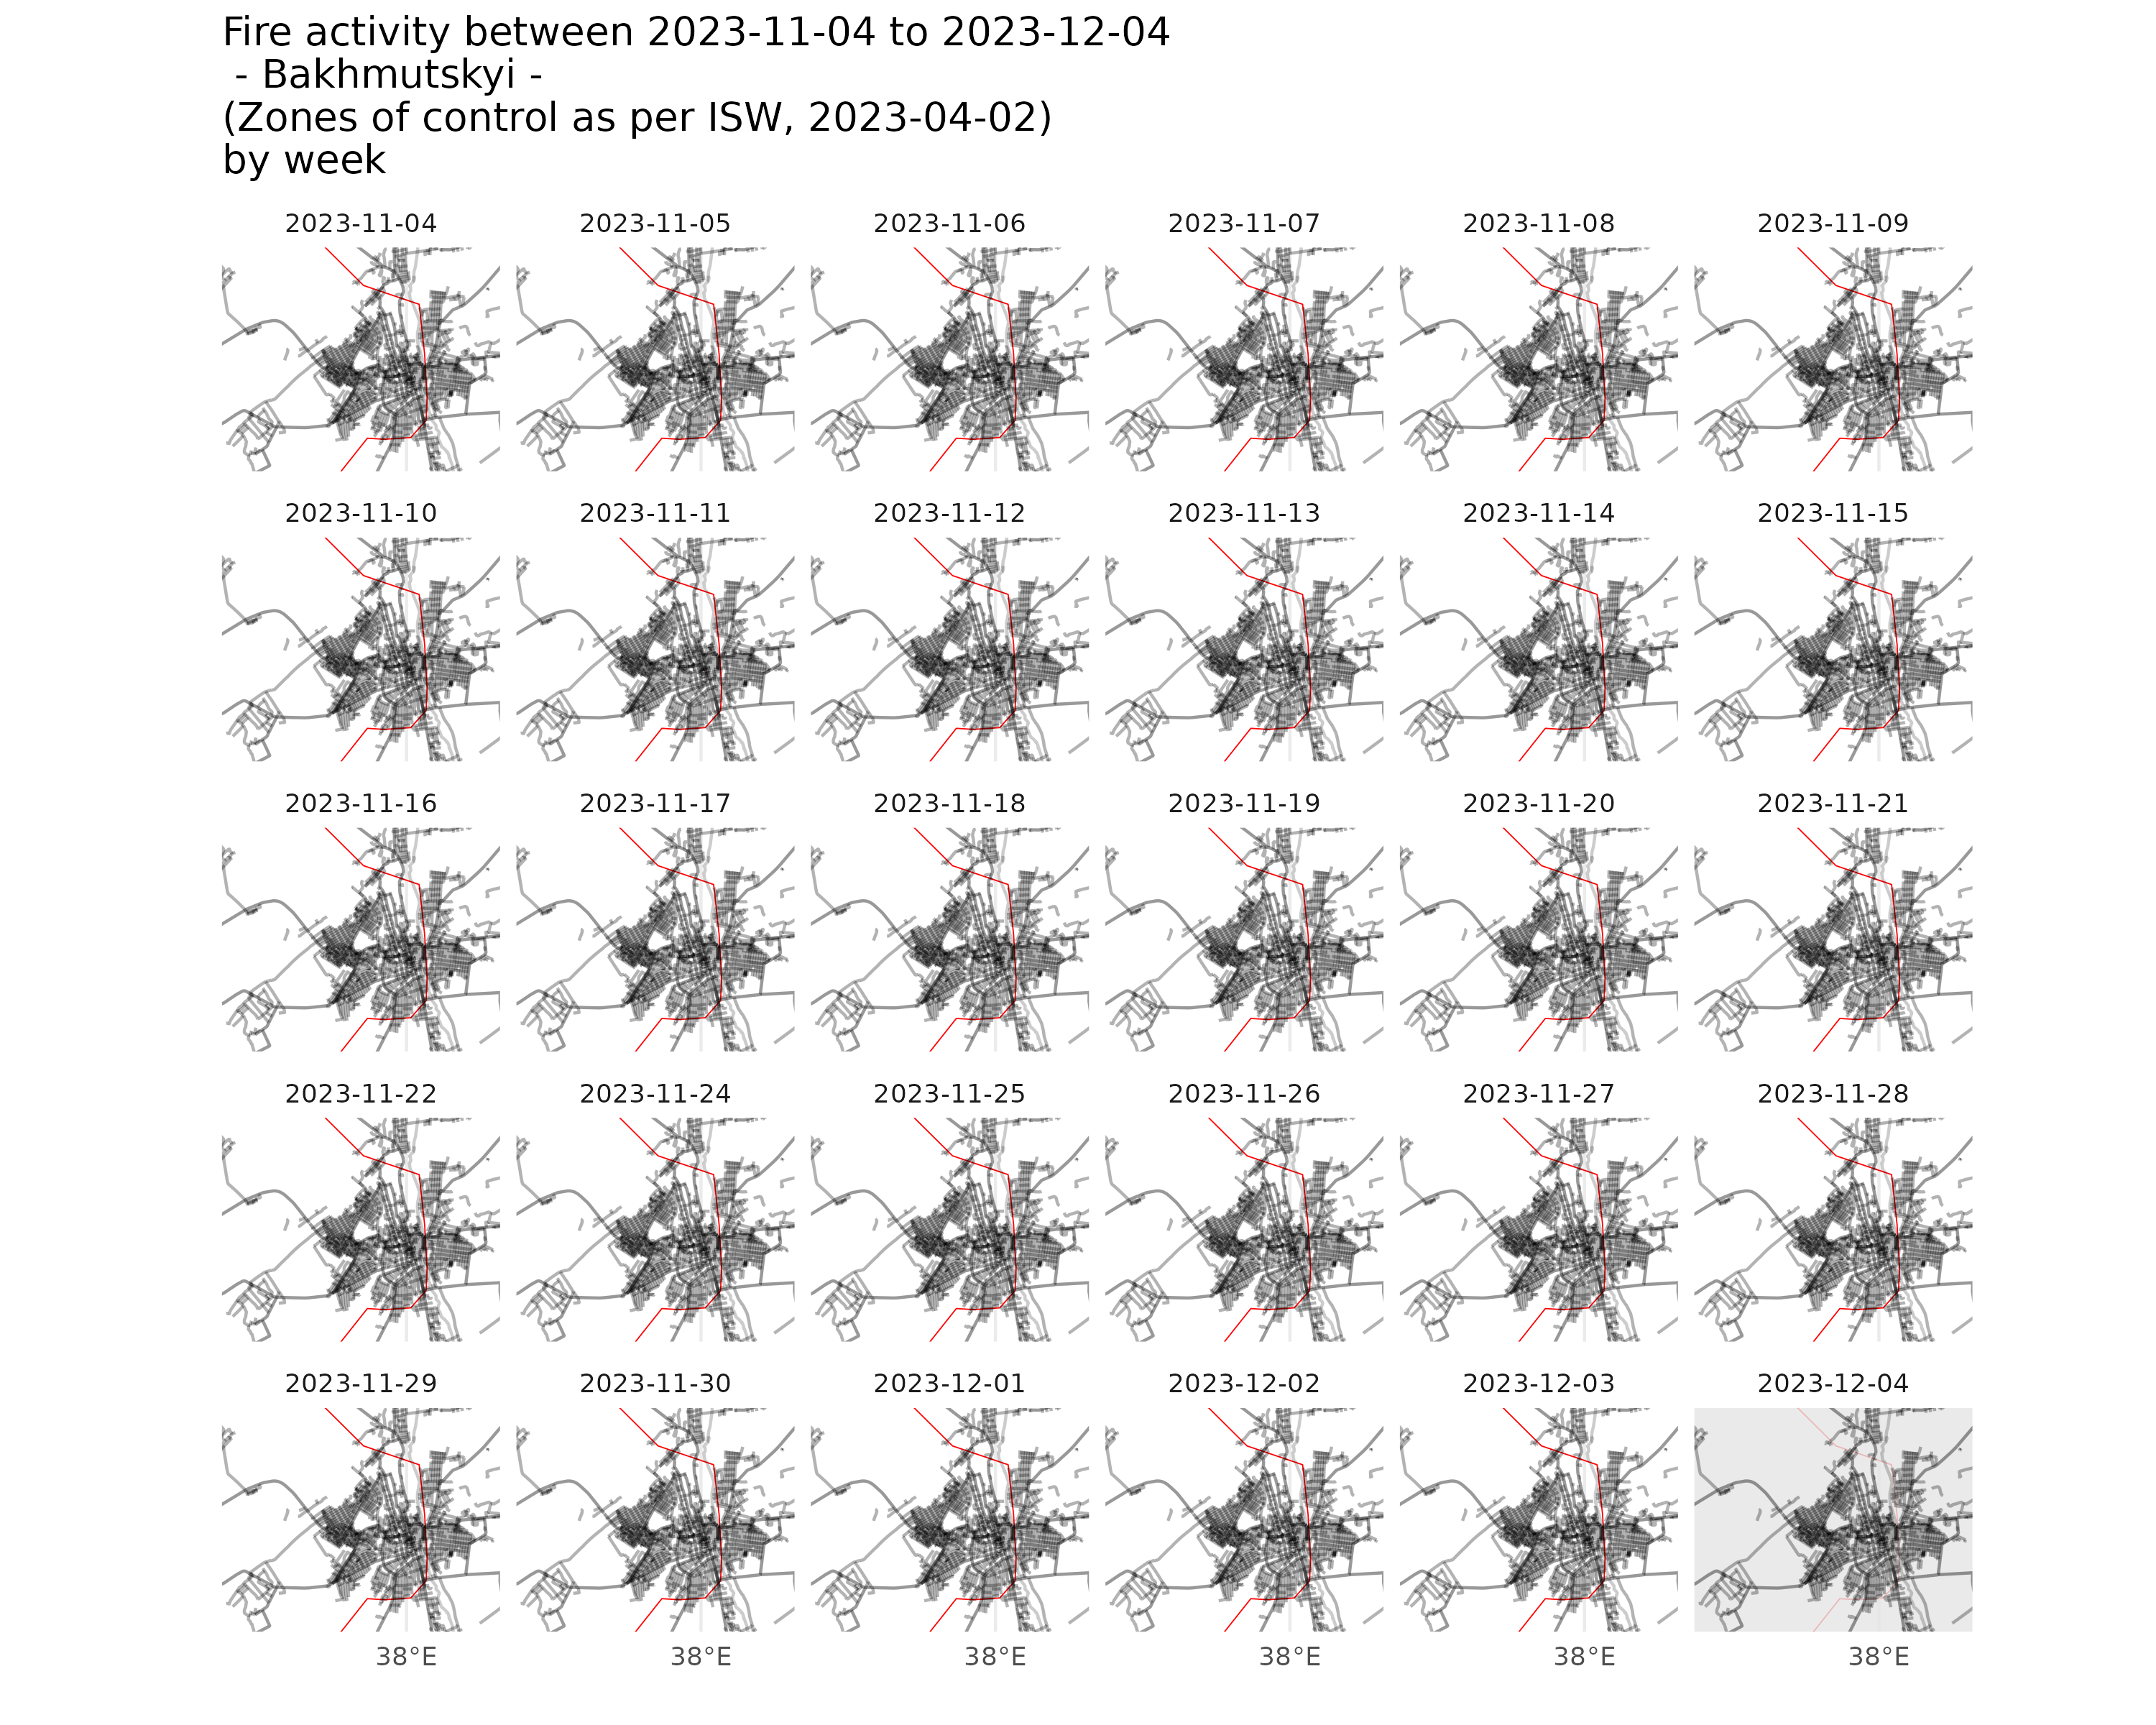 Fire activity between 2023-11-04 to 2023-12-04
- Bakhmutskyi -
(Zones of control as per ISW, 2023-04-02)
by week
2023-11-04 2023-11-05 2023-11-06 2023-11-07 2023-11-08 2023-11-09
2023-11-10 2023-11-11 2023-11-12 2023-11-13 2023-11-14 2023-11-15
2023-11-16 2023-11-17 2023-11-18 2023-11-19 2023-11-20 2023-11-21
2023-11-22 2023-11-24 2023-11-25 2023-11-26 2023-11-27 2023-11-28
2023-11-29 2023-11-30 2023-12-01 2023-12-02 2023-12-03 2023-12-04
38°E 38°E 38°E 38°E 38°E 38°E